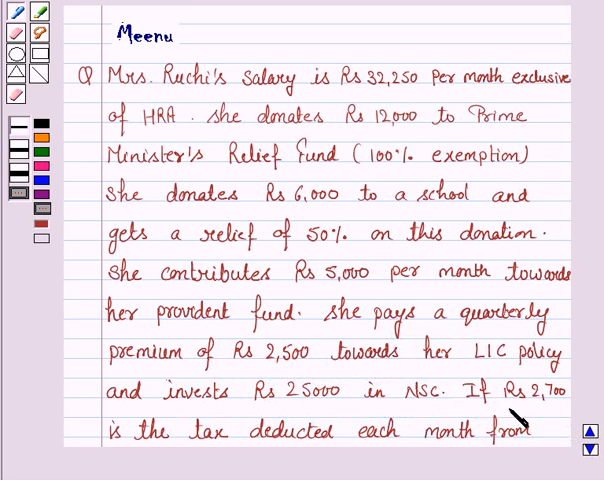 Meenu
Q Mrs. Ruchi's Salary is Rs 32,250 Per month exclusive
of HRA. she donates Rs 12,000 to Prime
Minister's Relief Fund (100% exemption)
She donates Rs 6,000 to a school and
gets a relief of 50% on this donation.
She contributes Rs 5,000 per month towards
her provident fund. she pays a quarterly
premium of Rs 2,500 towards her LIC policy
and invests Rs 25000 in NSC. If Rs 2,700
is the tax deducted each month from